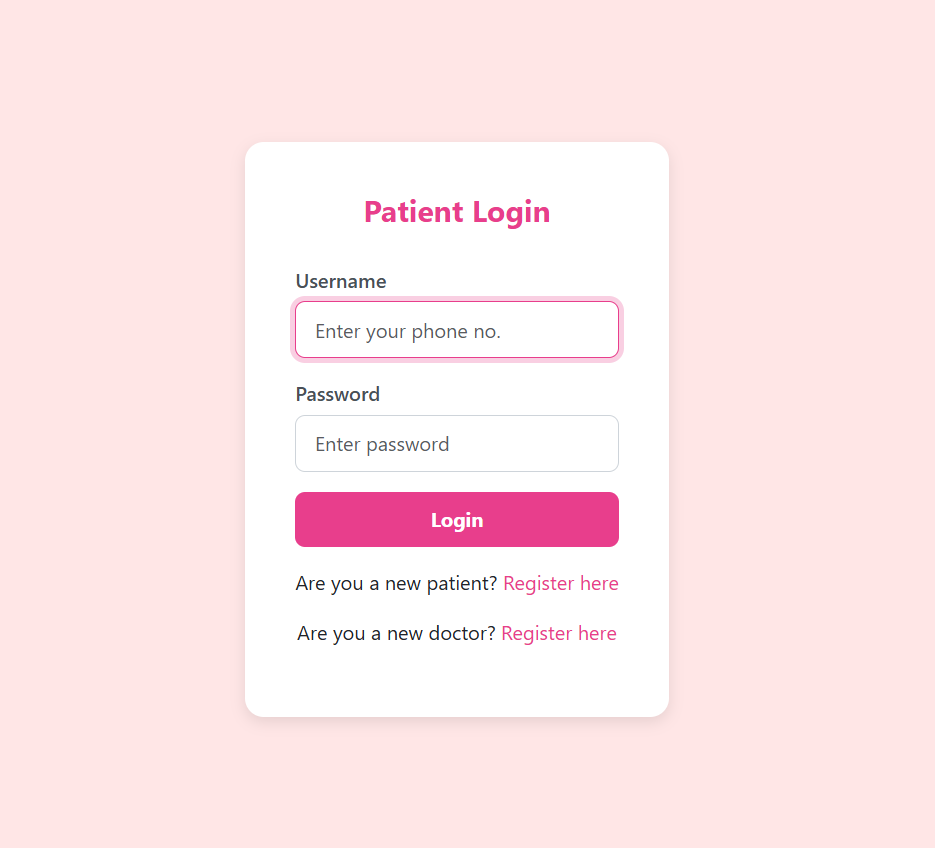 Patient Login
Username
Enter your phone no.
Password
Enter password
Login
Are you a new patient? Register here
Are you a new doctor? Register here